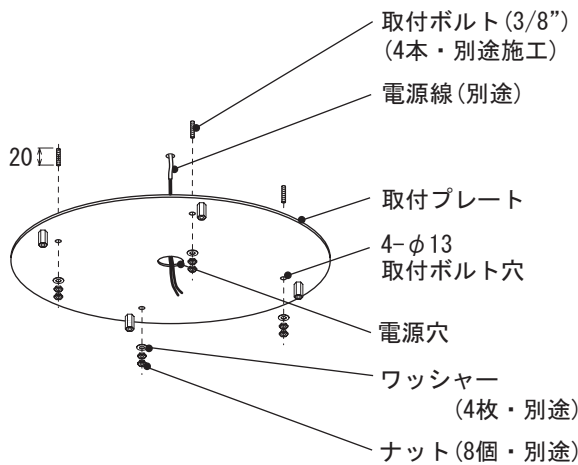 取付ボルト(3/8”)
(4本・別途施工)
電源線(別途)
20
取付プレート
4-φ13
取付ボルト穴
電源穴
ワッシャー
(4枚・別途)
ナット(8個・別途)